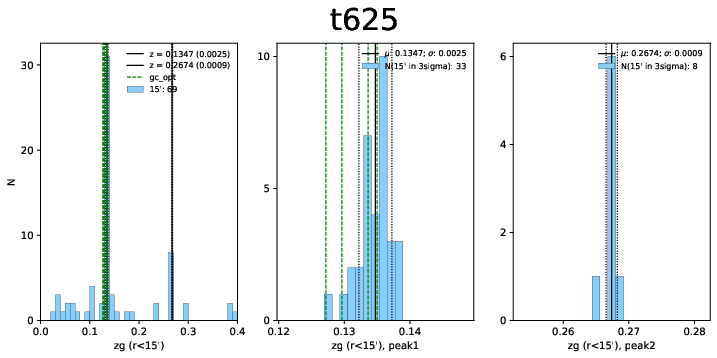 t625
N
30
20
10
0
0.0 0.1 0.2 0.3 0.4
zg (r<15')
z = 0.1347 (0.0025)
z = 0.2674 (0.0009)
gc_opt
15': 69
10
5
0
0.12 0.13 0.14
zg (r<15'), peak1
μ: 0.1347; σ: 0.0025
N(15' in 3sigma): 33
6
4
2
0
0.26 0.27 0.28
zg (r<15'), peak2
μ: 0.2674; σ: 0.0009
N(15' in 3sigma): 8